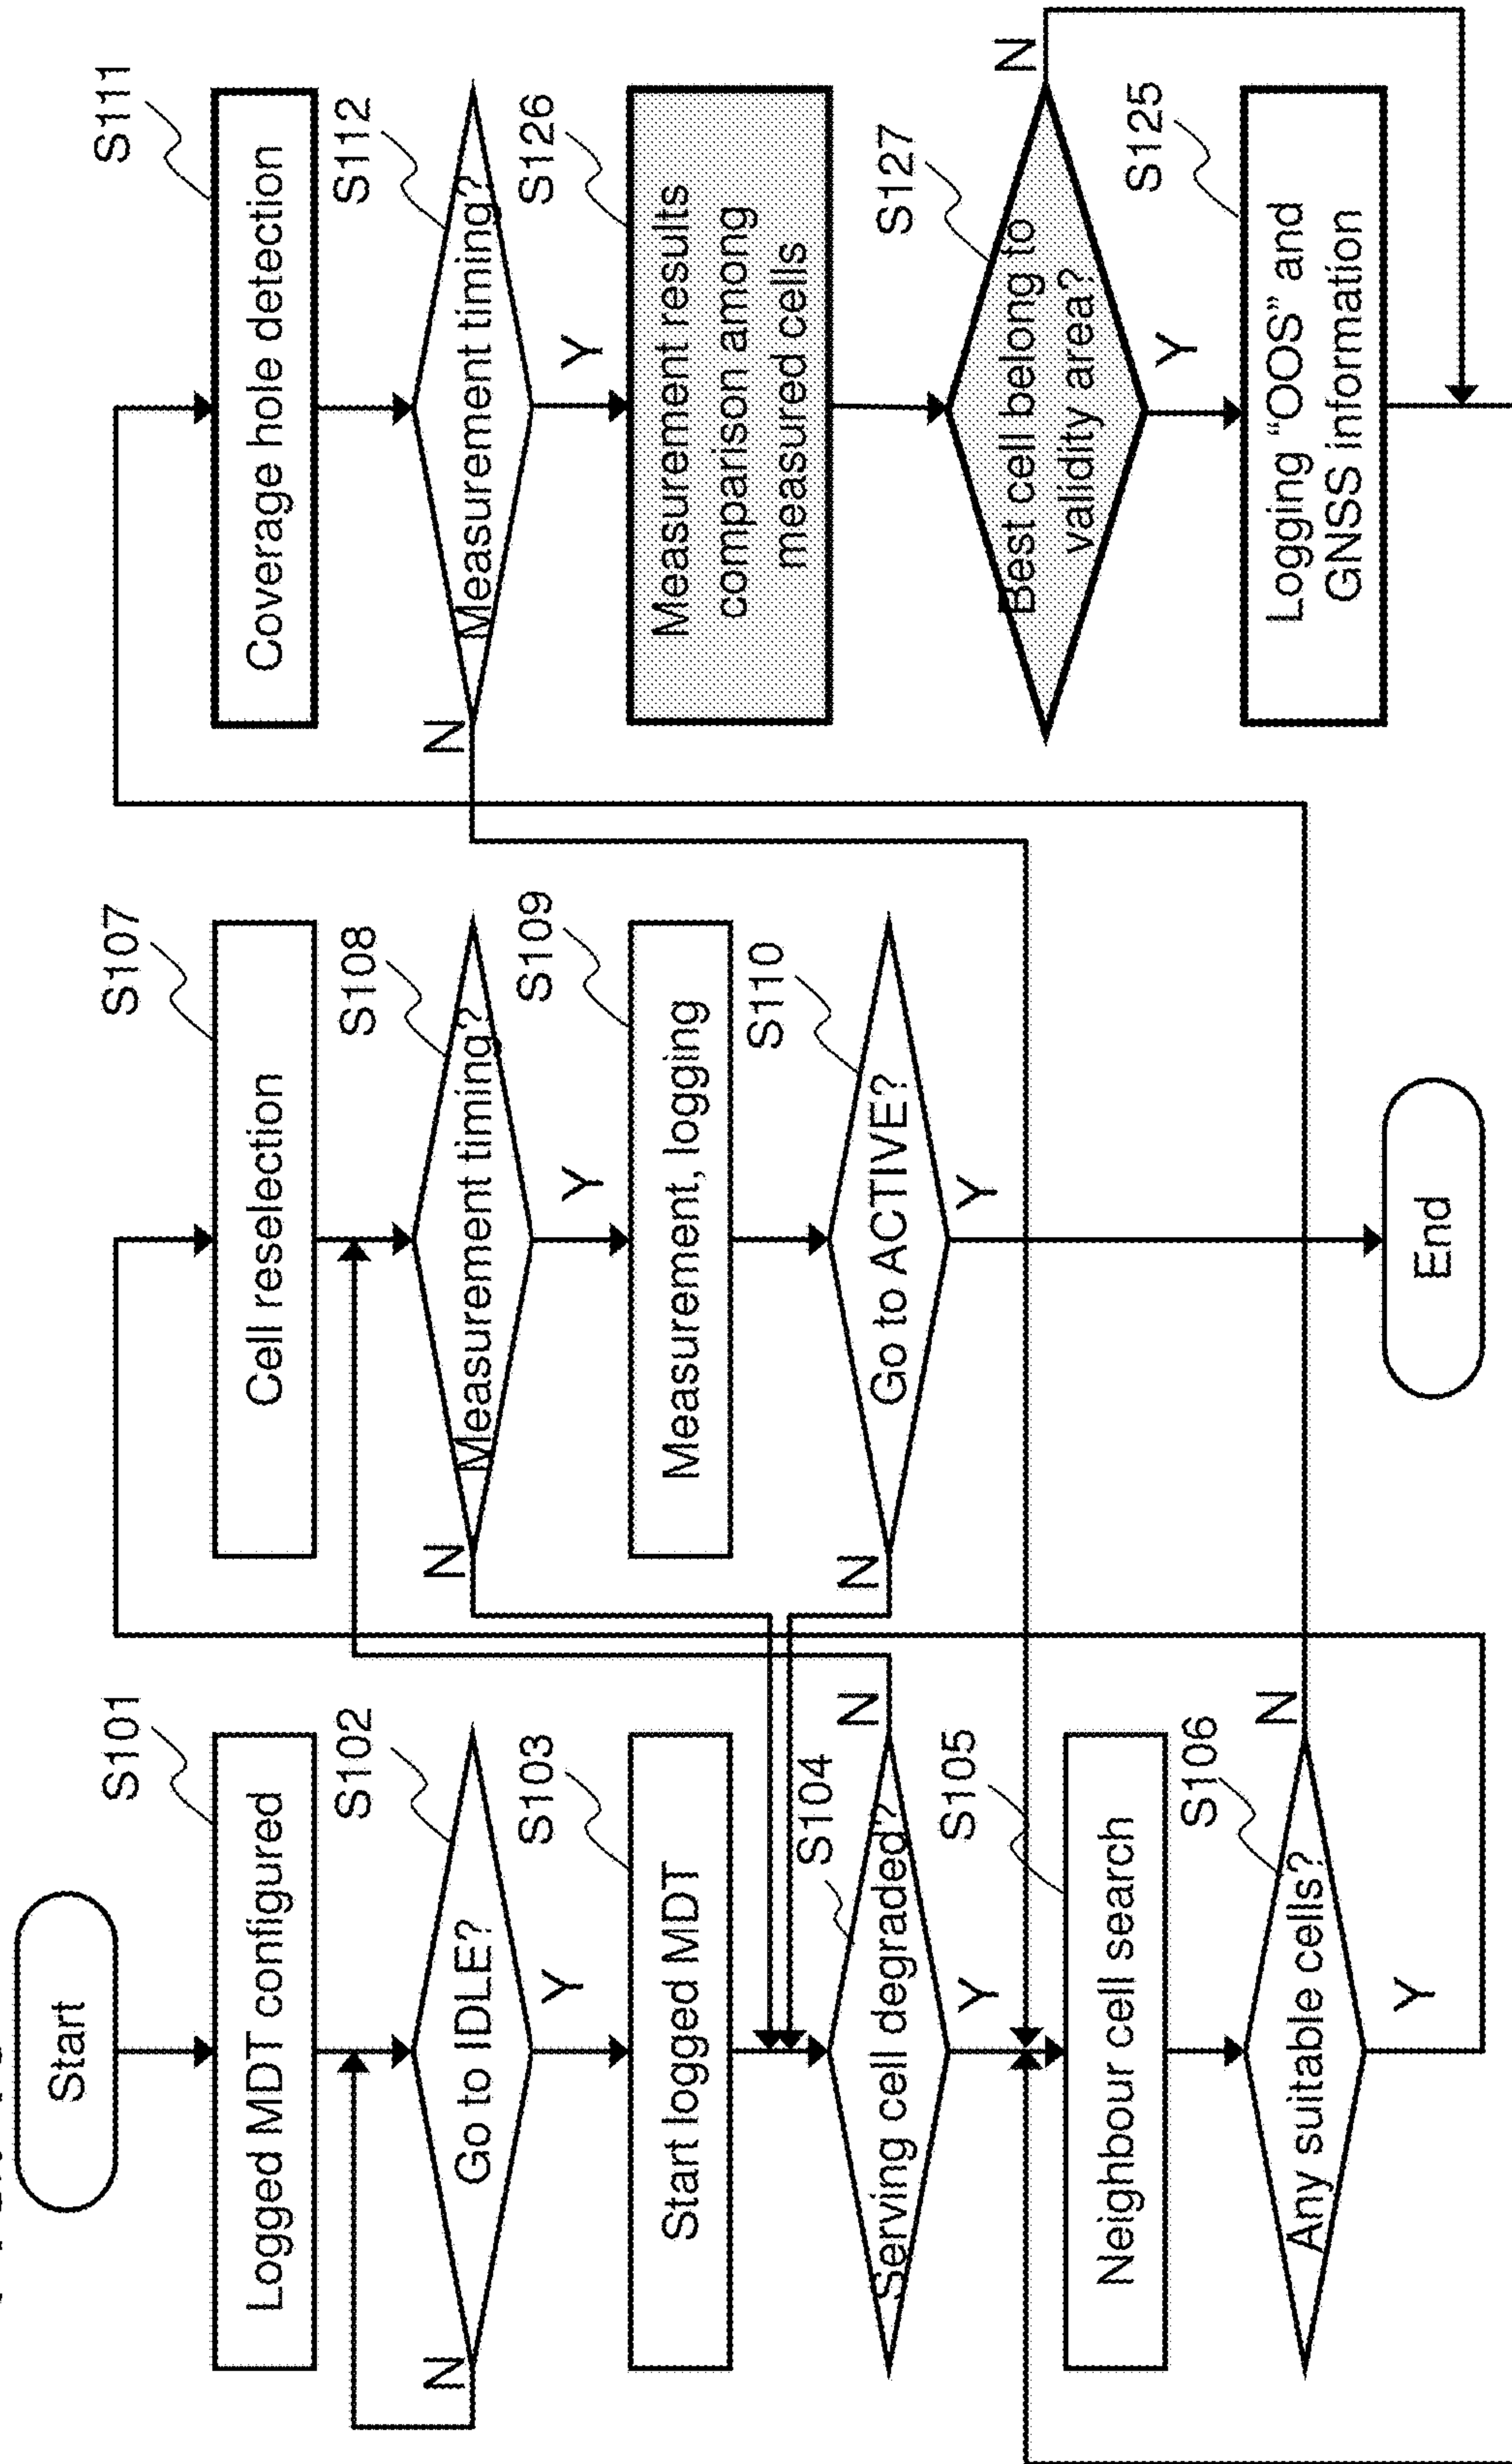 Start
S101
Logged MDT configured
S102
Go to IDLE?
N
Y
S103
Start logged MDT
S104
Serving cell degraded?
N
Y
S105
Neighbour cell search
S106
Any suitable cells?
N
Y
S107
Cell reselection
S108
Measurement timing?
N
Y
S109
Measurement, logging
S110
Go to ACTIVE?
N
Y
End
S111
Coverage hole detection
S112
Measurement timing?
N
Y
S126
Measurement results
comparison among
measured cells
S127
Best cell belong to
validity area?
N
Y
S125
Logging “OOS” and
GNSS information